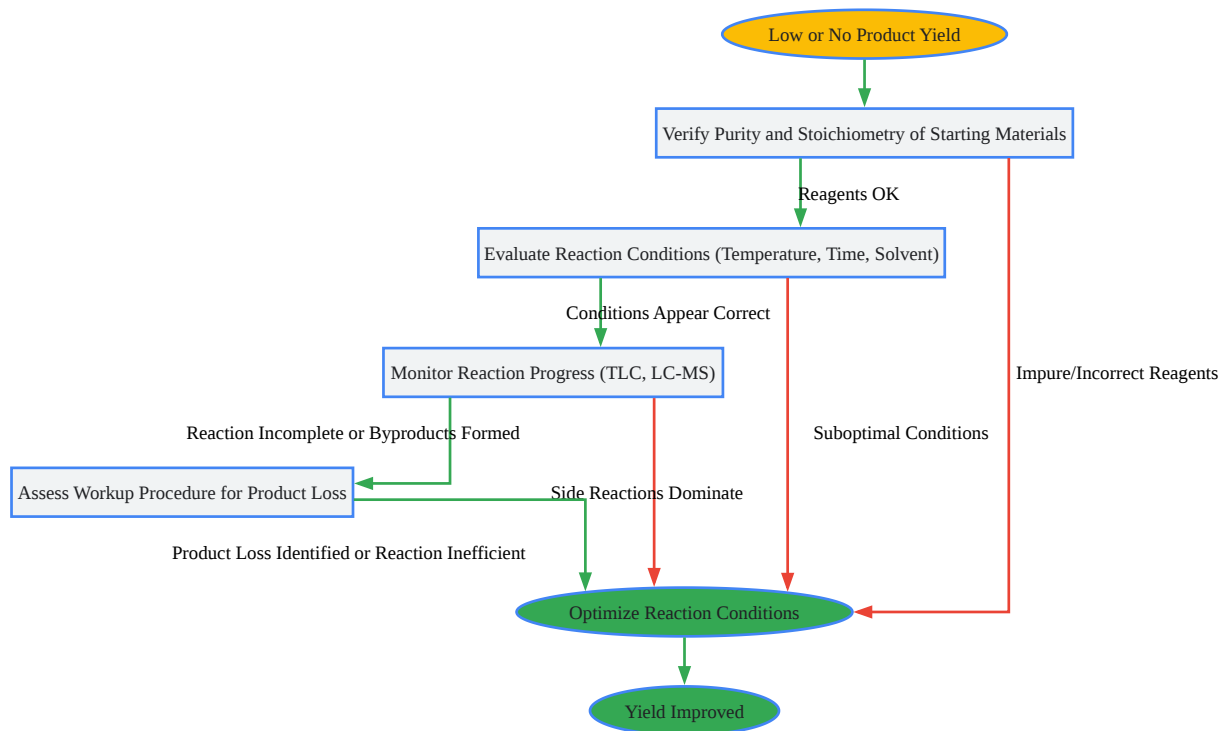 Low or No Product Yield
Verify Purity and Stoichiometry of Starting Materials
Reagents OK
Evaluate Reaction Conditions (Temperature, Time, Solvent)
Conditions Appear Correct
Monitor Reaction Progress (TLC, LC-MS)
Impure/Incorrect Reagents
Reaction Incomplete or Byproducts Formed
Suboptimal Conditions
Assess Workup Procedure for Product Loss
Side Reactions Dominate
Product Loss Identified or Reaction Inefficient
Optimize Reaction Conditions
Yield Improved